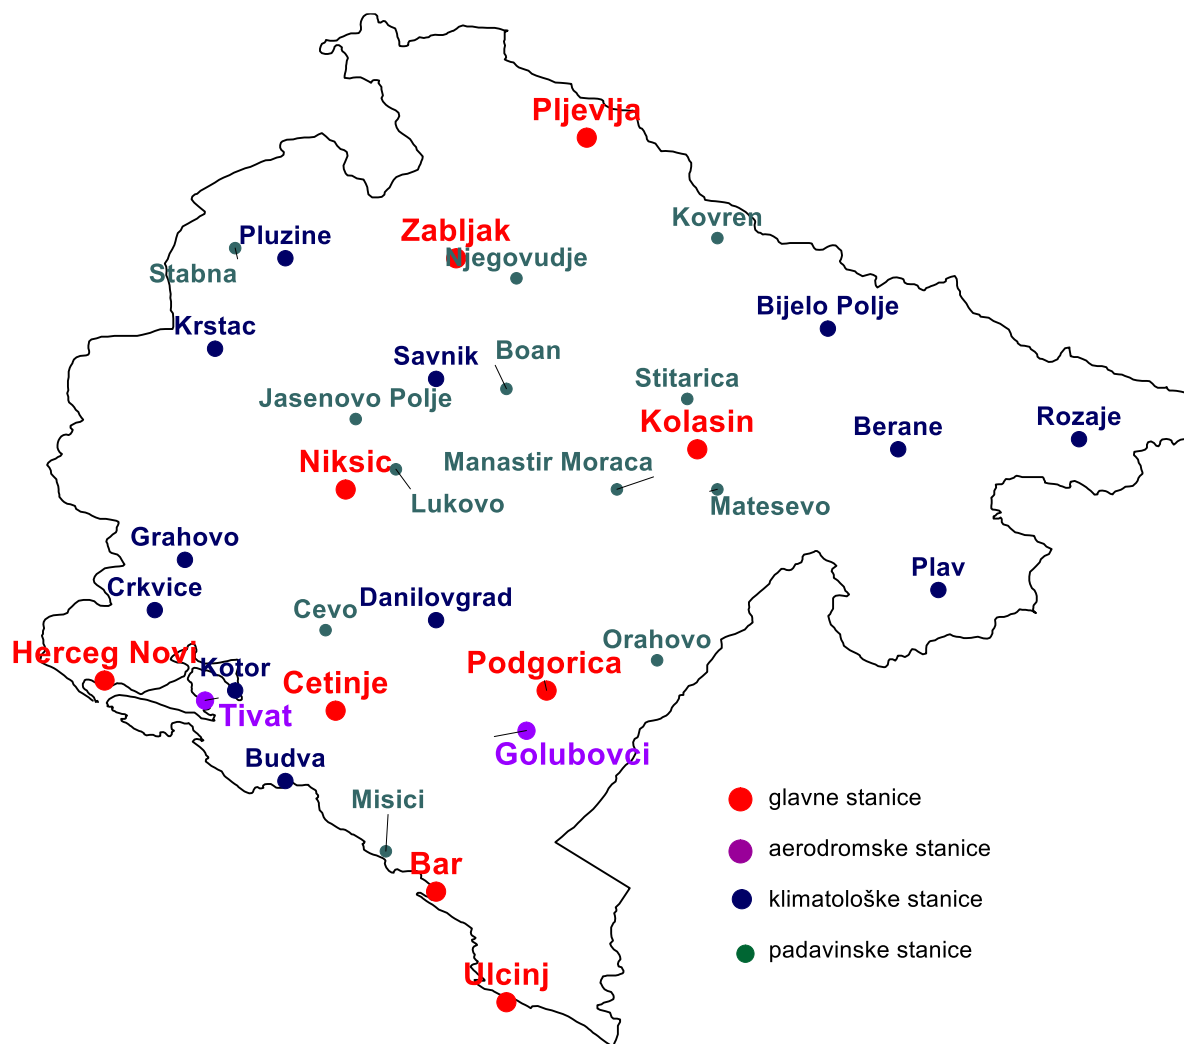 Pljevlja
Kovren
Zabljak
Pluzine
Njegovudje
Stabna
Bijelo Polje
Krstac
Boan
Savnik
Stitarica
Jasenovo Polje
Rozaje
Kolasin
Berane
Niksic
Manastir Moraca
Lukovo
Matesevo
Grahovo
Plav
Crkvice
Danilovgrad
Cevo
Orahovo
Herceg Novi
Podgorica
Kotor
Cetinje
Tivat
Golubovci
Budva
Misici
glavne stanice
aerodromske stanice
Bar
klimatološke stanice
padavinske stanice
Ulcinj